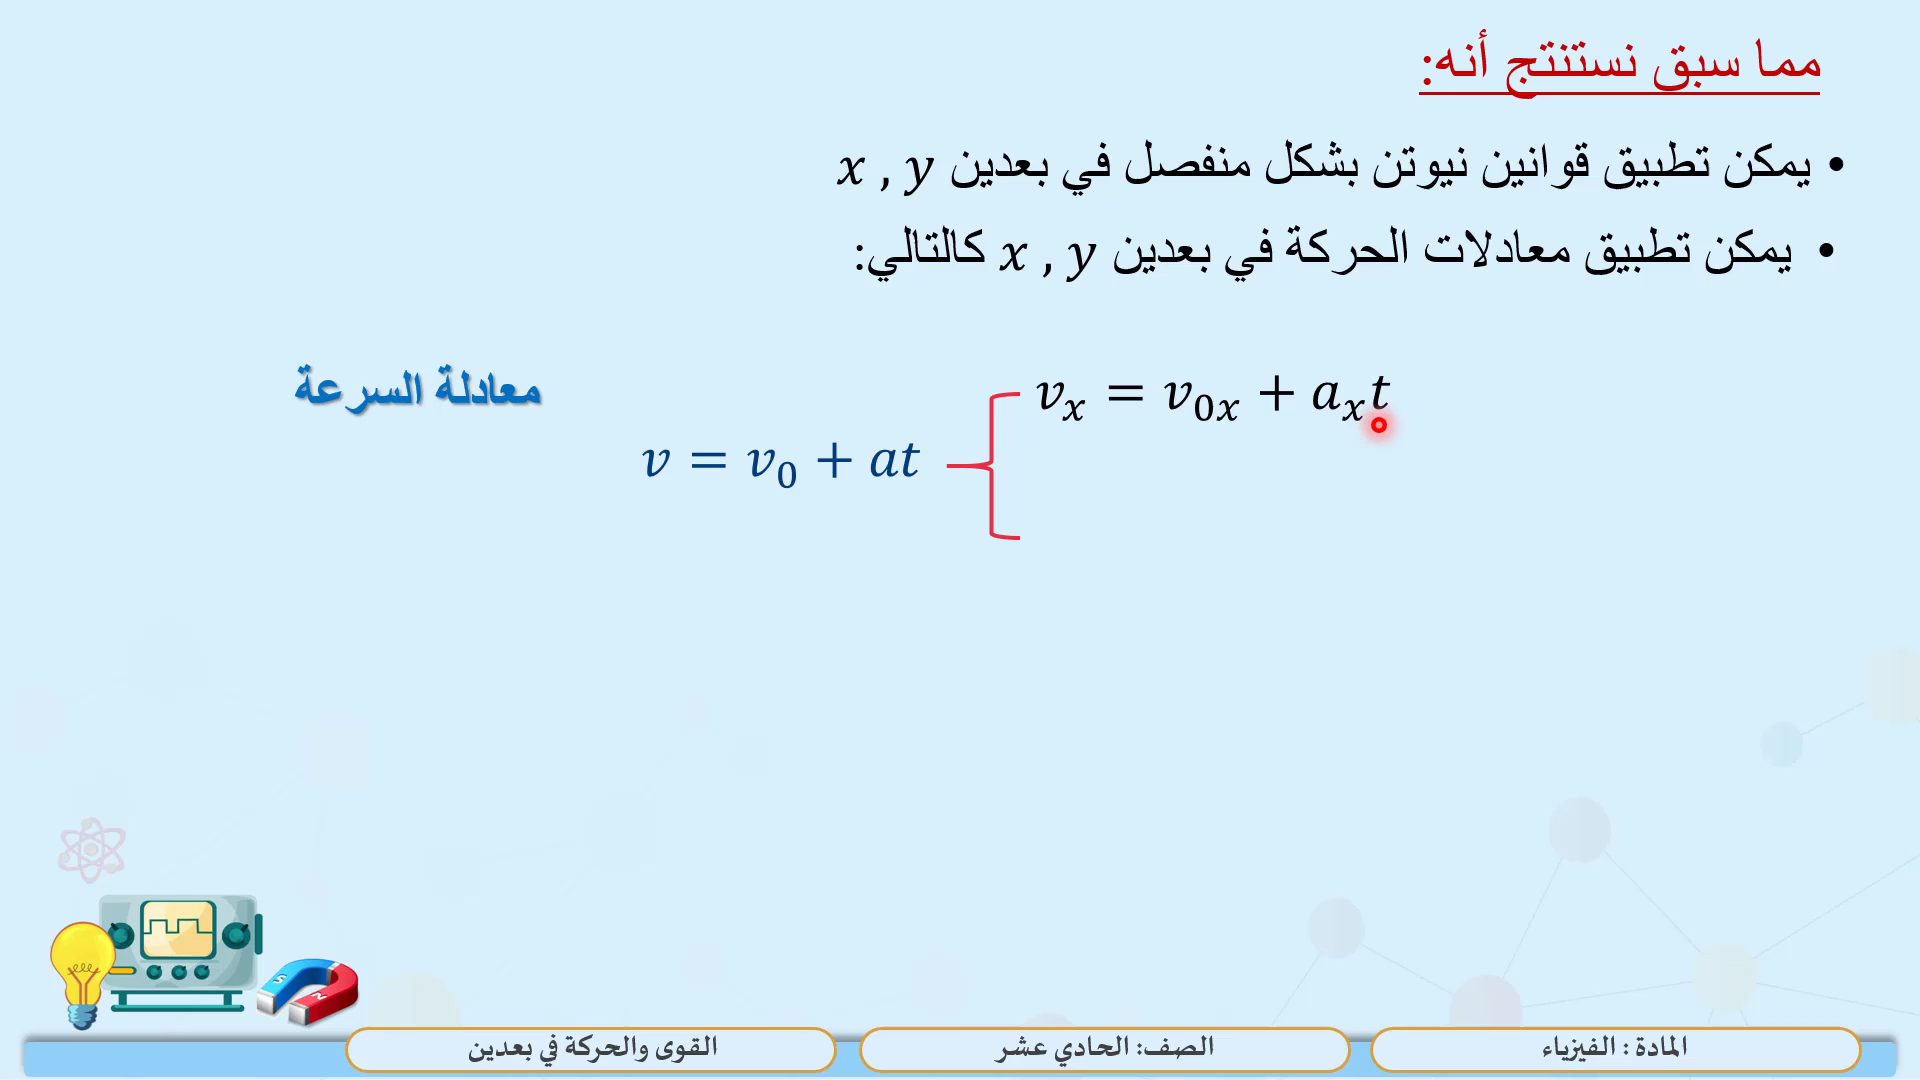 مما سبق نستنتج أنه:
• يمكن تطبيق قوانين نيوتن بشكل منفصل في بعدين x , y
• يمكن تطبيق معادلات الحركة في بعدين x , y كالتالي:
معادلة السرعة
v = v₀ + at
vₓ = v₀ₓ + aₓt
S
N
المادة : الفيزياء
الصف: الحادي عشر
القوى والحركة في بعدين